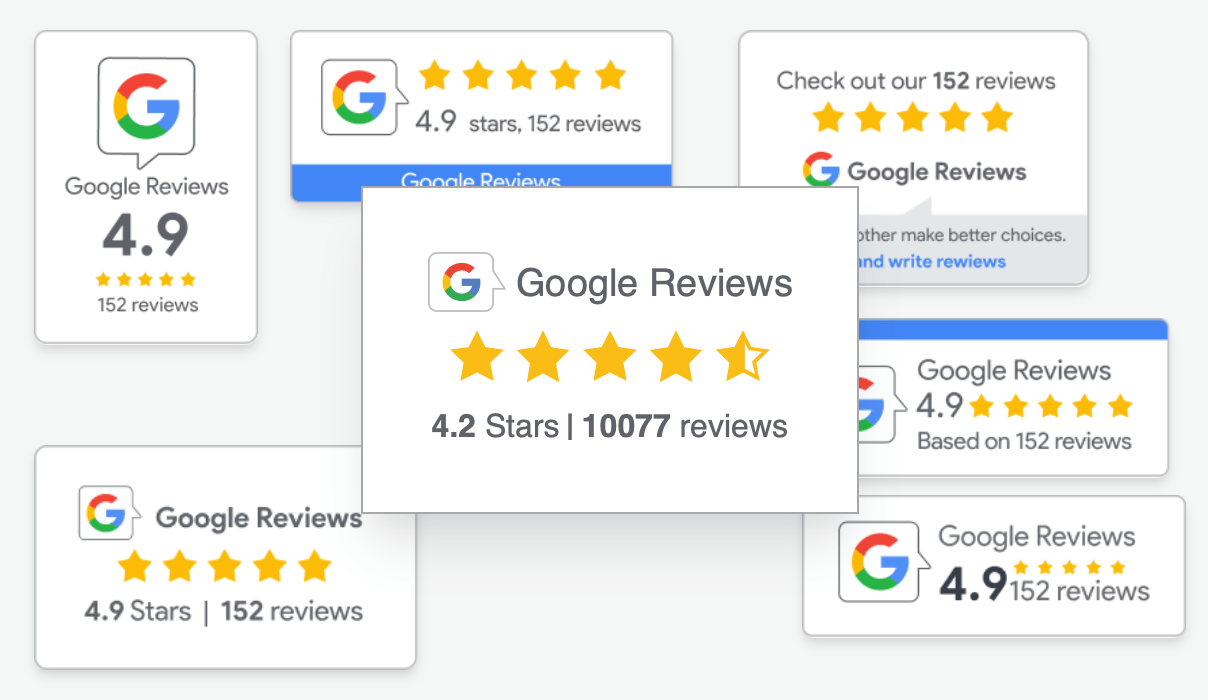 Google Reviews
4.9
152 reviews
4.9 stars, 152 reviews
Google Reviews
Check out our 152 reviews
Google Reviews
other make better choices.
and write rewiews
Google Reviews
4.2 Stars | 10077 reviews
Google Reviews
4.9
Based on 152 reviews
Google Reviews
4.9 Stars | 152 reviews
Google Reviews
4.9 152 reviews